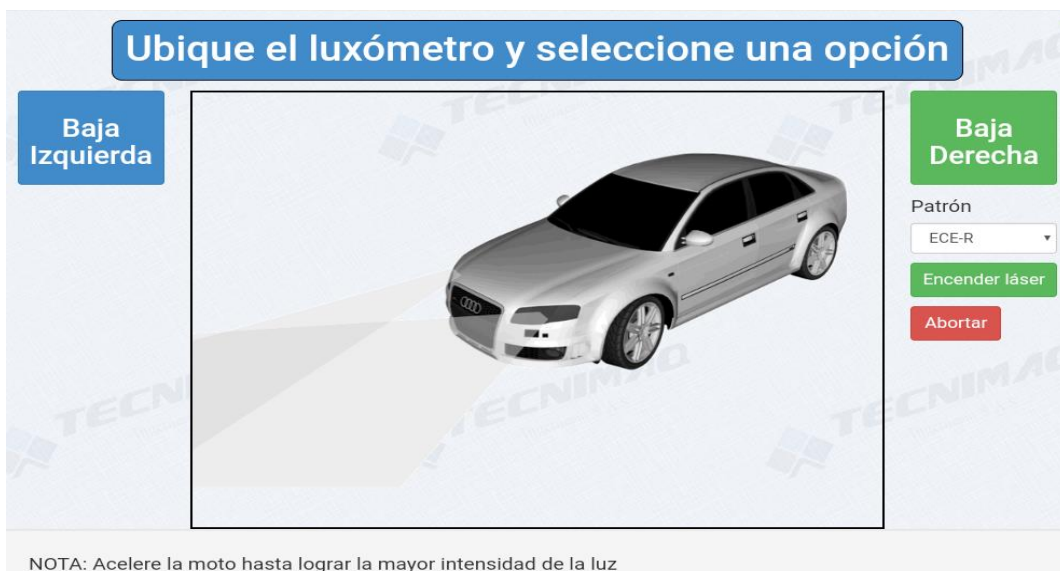 Ubique el luxómetro y seleccione una opción
Baja
Izquierda
Baja
Derecha
Patrón
ECE-R
Encender láser
Abortar
TECNIMAQ
NOTA: Acelere la moto hasta lograr la mayor intensidad de la luz